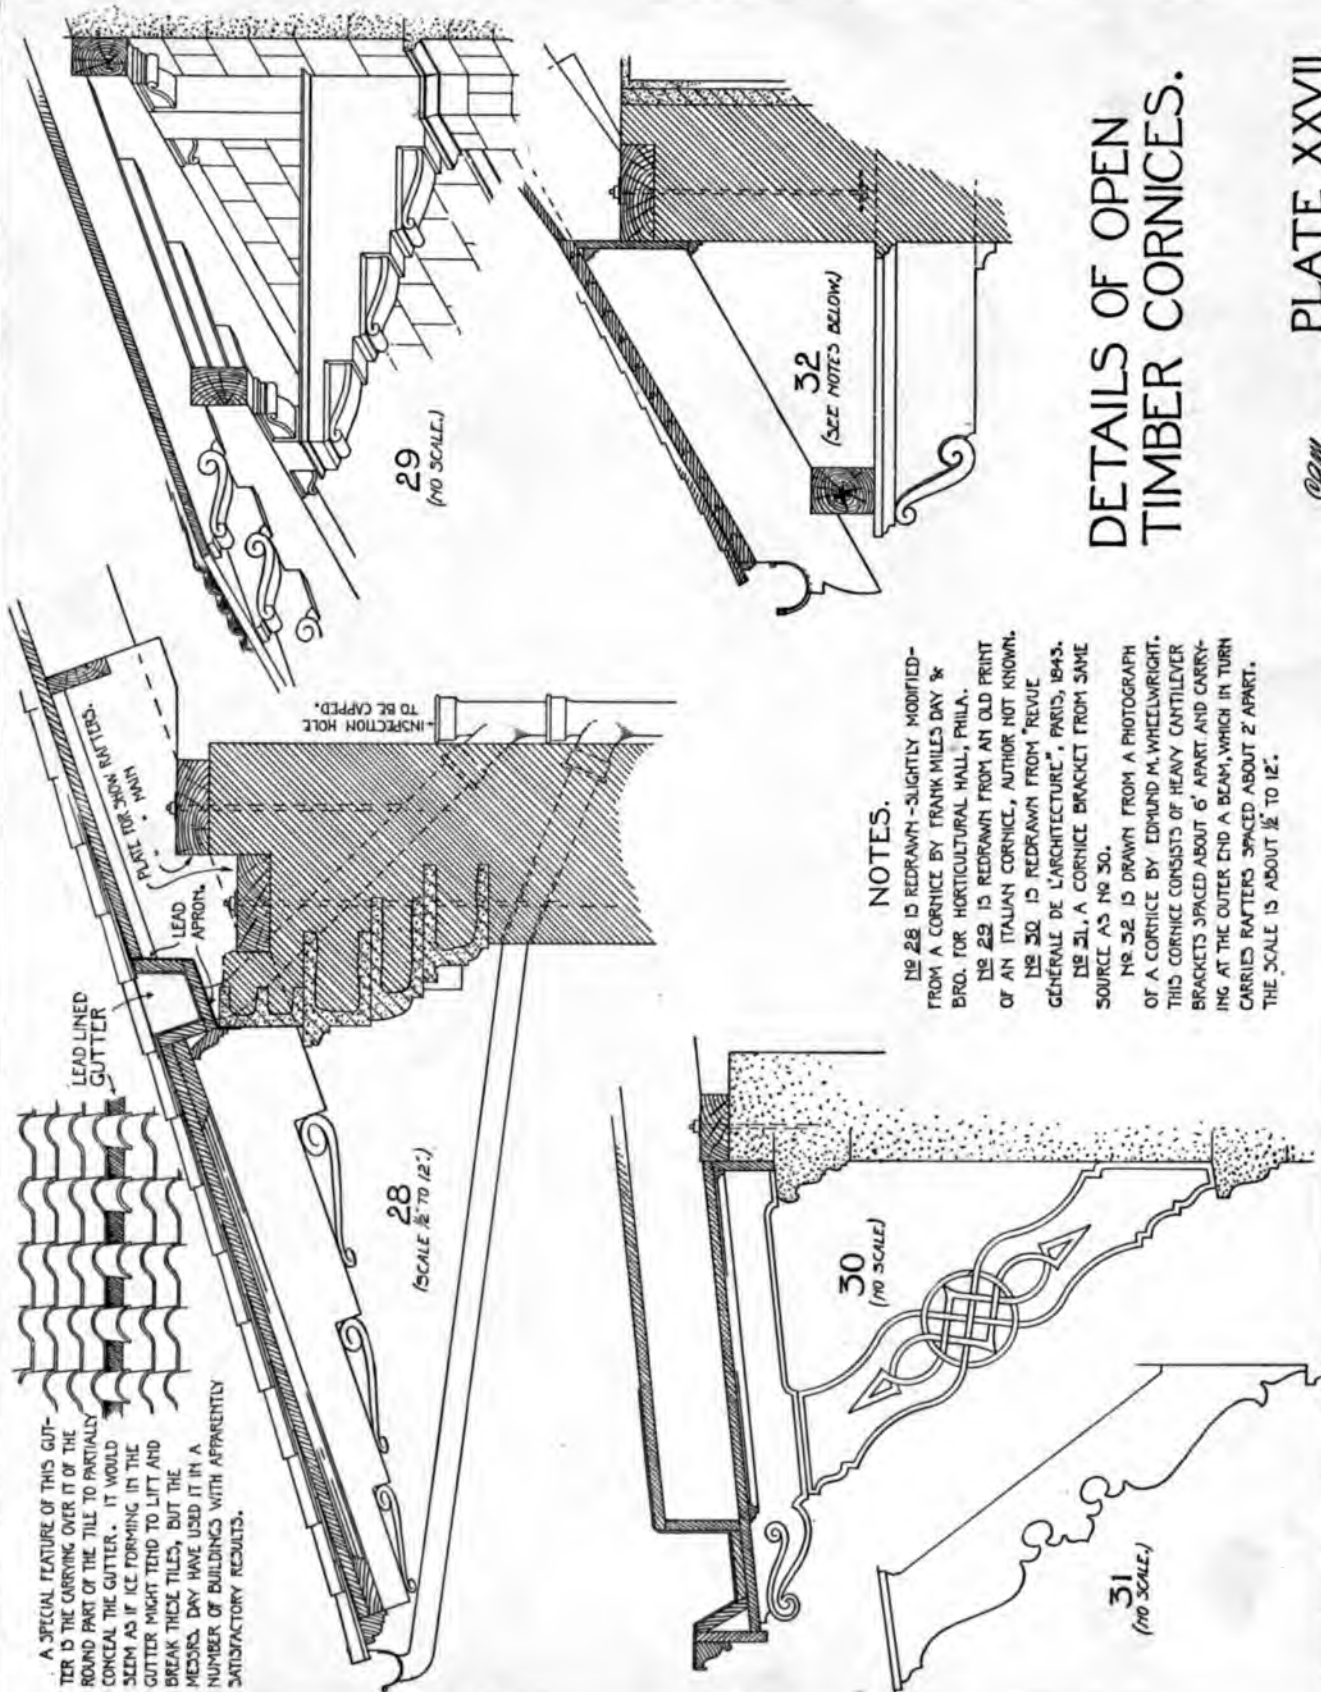 A SPECIAL FEATURE OF THIS GUT-
TER IS THE CARRYING OVER IT OF THE
ROUND PART OF THE TILE TO PARTIALLY
CONCEAL THE GUTTER. IT WOULD
SEEM AS IF ICE FORMING IN THE
GUTTER MIGHT TEND TO LIFT AND
BREAK THESE TILES, BUT THE
MESSRS. DAY HAVE USED IT IN A
NUMBER OF BUILDINGS WITH APPARENTLY
SATISFACTORY RESULTS.
LEAD LINED
GUTTER
PLATE FOR SHOW RAFTERS.
" " MAIN "
LEAD
APRON.
INSPECTION HOLE
TO BE CAPPED.
28
(SCALE ½" TO 12".)
29
(NO SCALE.)
30
(NO SCALE)
31
(NO SCALE.)
32
(SEE NOTES BELOW.)
NOTES.
Nº 28 IS REDRAWN-SLIGHTLY MODIFIED-
FROM A CORNICE BY FRANK MILES DAY &
BRO. FOR HORTICULTURAL HALL, PHILA.
Nº 29 IS REDRAWN FROM AN OLD PRINT
OF AN ITALIAN CORNICE, AUTHOR NOT KNOWN.
Nº 30 IS REDRAWN FROM "REVUE
GÉNÉRALE DE L'ARCHITECTURE", PARIS, 1843.
Nº 31. A CORNICE BRACKET FROM SAME
SOURCE AS Nº 30.
Nº 32 IS DRAWN FROM A PHOTOGRAPH
OF A CORNICE BY EDMUND M. WHEELWRIGHT.
THIS CORNICE CONSISTS OF HEAVY CANTILEVER
BRACKETS SPACED ABOUT 6' APART AND CARRY-
ING AT THE OUTER END A BEAM, WHICH IN TURN
CARRIES RAFTERS SPACED ABOUT 2' APART.
THE SCALE IS ABOUT ½" TO 12".
DETAILS OF OPEN
TIMBER CORNICES.
PLATE XXVII